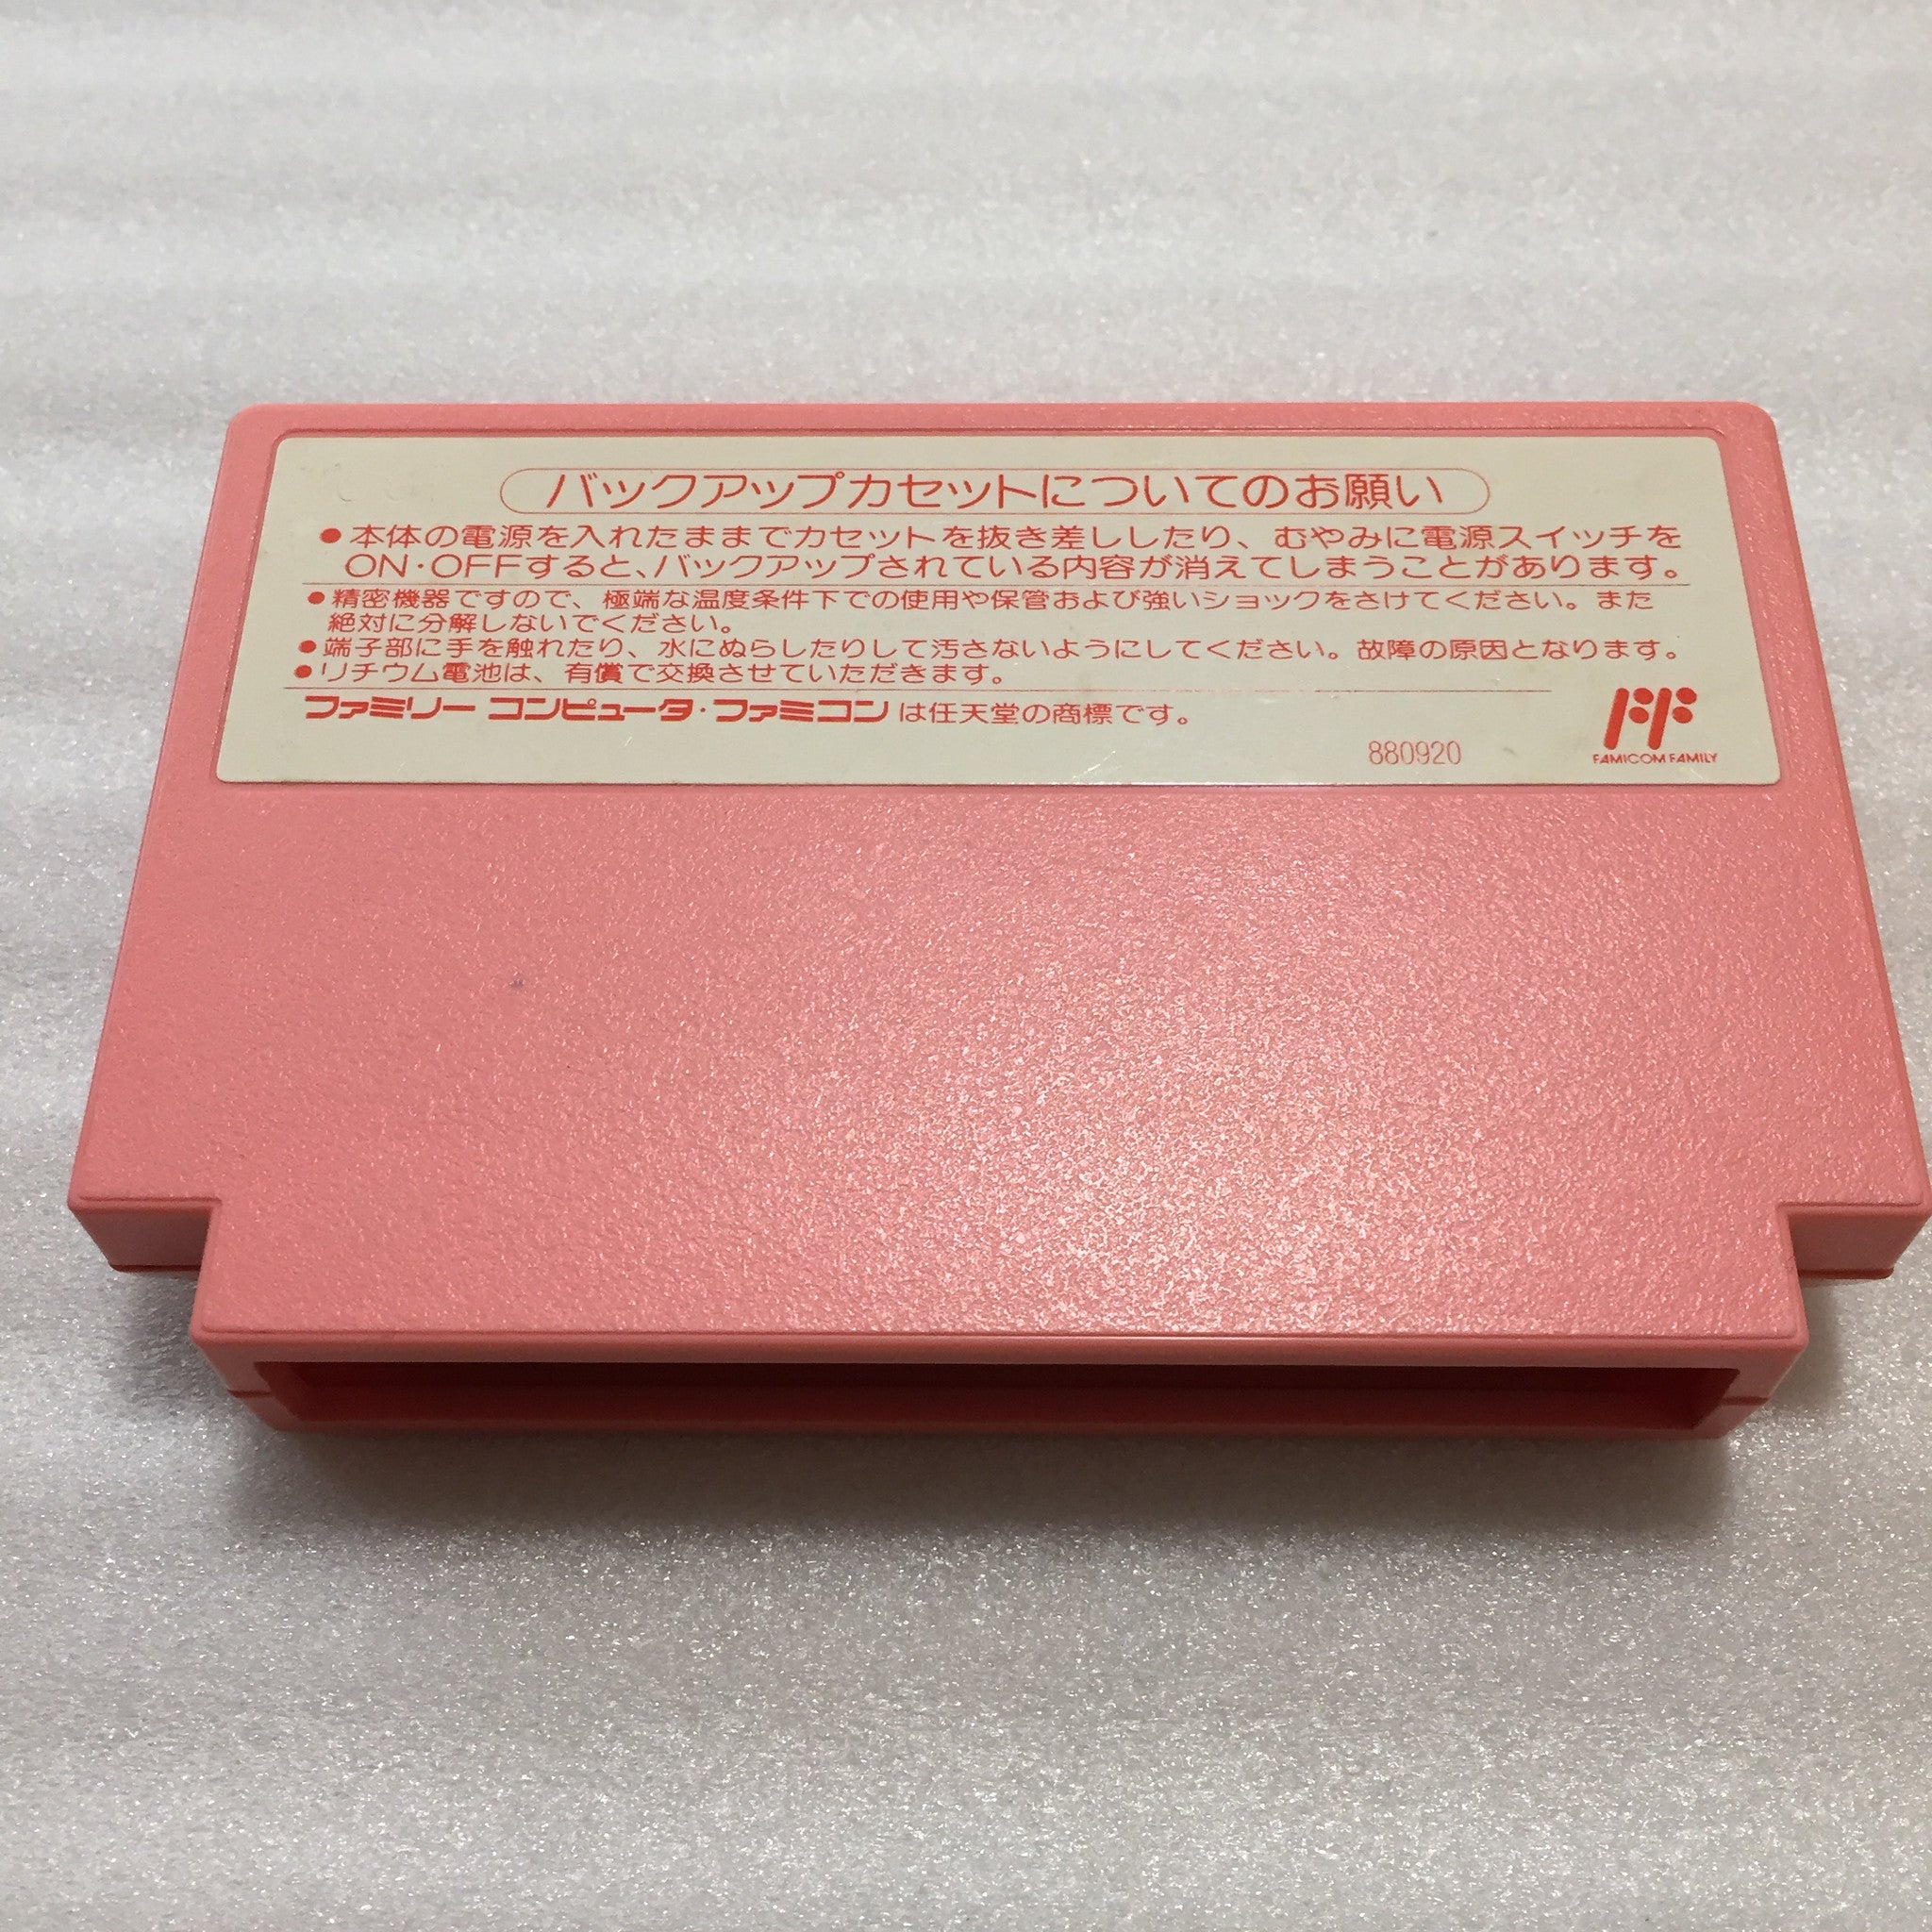 バックアップカセットについてのお願い
●本体の電源を入れたままでカセットを抜き差ししたり、むやみに電源スイッチを
ON・OFFすると、バックアップされている内容が消えてしまうことがあります。
●精密機器ですので、極端な温度条件下での使用や保管および強いショックをさけてください。また
絶対に分解しないでください。
●端子部に手を触れたり、水にぬらしたりして汚さないようにしてください。故障の原因となります。
●リチウム電池は、有償で交換させていただきます。
ファミリー コンピュータ・ファミコン は任天堂の商標です。
880920
FF
FAMICOM FAMILY